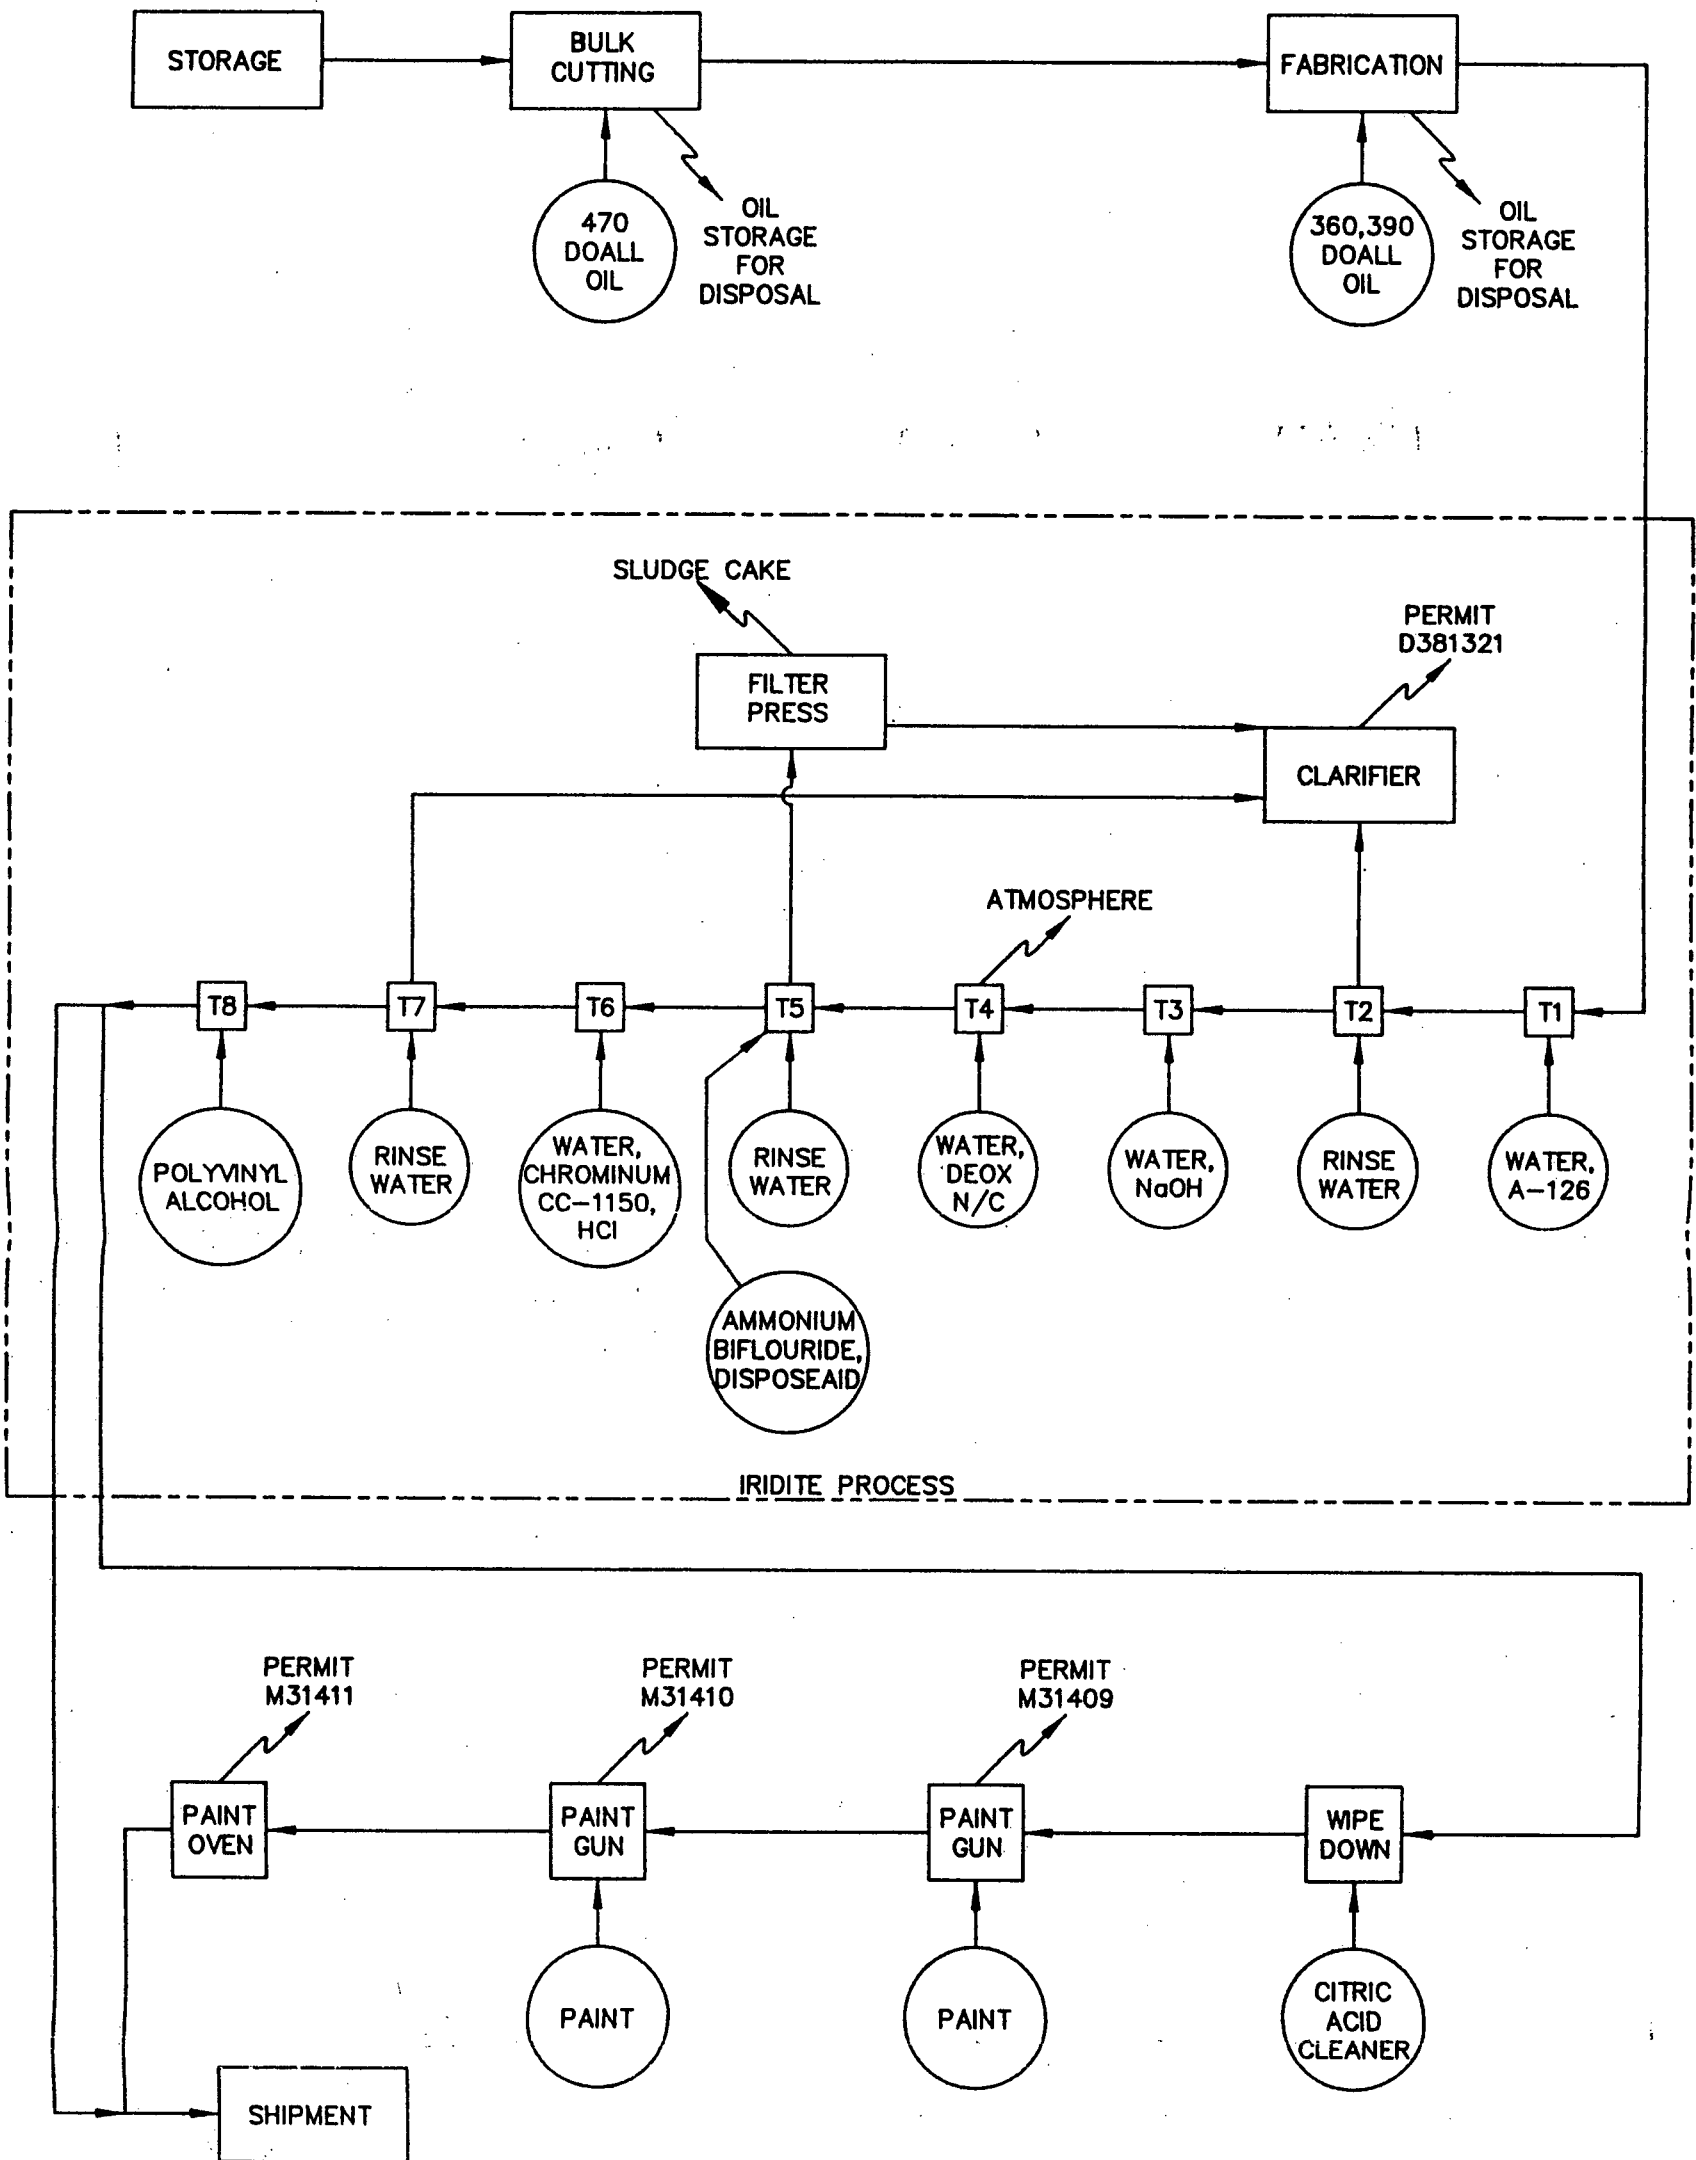 STORAGE
BULK
CUTTING
FABRICATION
470
DOALL
OIL
OIL
STORAGE
FOR
DISPOSAL
360,390
DOALL
OIL
OIL
STORAGE
FOR
DISPOSAL
SLUDGE CAKE
PERMIT
D381321
FILTER
PRESS
CLARIFIER
ATMOSPHERE
T8
T7
T6
T5
T4
T3
T2
T1
POLYVINYL
ALCOHOL
RINSE
WATER
WATER,
CHROMINUM
CC-1150,
HCl
RINSE
WATER
WATER,
DEOX
N/C
WATER,
NaOH
RINSE
WATER
WATER,
A-126
AMMONIUM
BIFLOURIDE,
DISPOSEAID
IRIDITE PROCESS
PERMIT
M31411
PERMIT
M31410
PERMIT
M31409
PAINT
OVEN
PAINT
GUN
PAINT
GUN
WIPE
DOWN
PAINT
PAINT
CITRIC
ACID
CLEANER
SHIPMENT